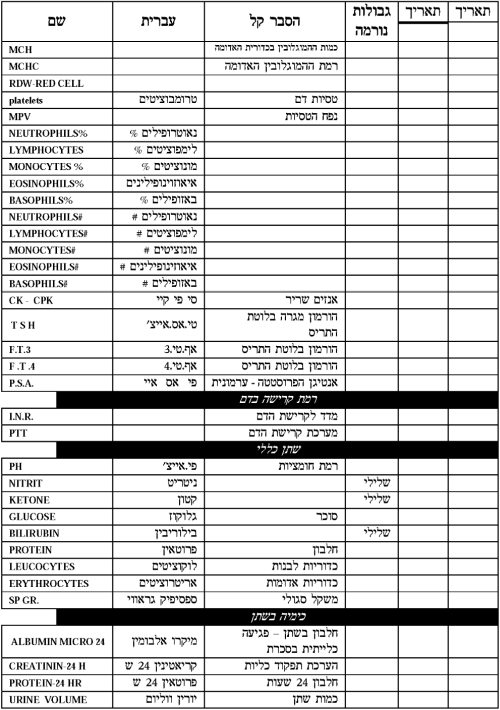 שם עברית הסבר קל גבולות נורמה תאריך תאריך
MCH כמות ההמוגלובין בכדורית האדומה
MCHC רמת ההמוגלובין האדומה
RDW-RED CELL
platelets טרומבוציטים טסיות דם
MPV נפח הטסיות
NEUTROPHILS% נאוטרופילים %
LYMPHOCYTES לימפוציטים %
MONOCYTES % מונוציטים %
EOSINOPHILS% איאוזינופילינים
BASOPHILS% באזופילים %
NEUTROPHILS# נאוטרופילים #
LYMPHOCYTES# לימפוציטים #
MONOCYTES# מונוציטים #
EOSINOPHILS# איאוזינופילינים #
BASOPHILS# באזופילים #
CK - CPK סי פי קיי אנזים שריר
T S H טי.אס.אייצ' הורמון מגרה בלוטת
התריס
F.T.3 אף.טי.3 הורמון בלוטת התריס
F .T .4 אף.טי.4 הורמון בלוטת התריס
P.S.A. פי אס איי אנטיגן הפרוסטטה - ערמונית
רמת קרישה בדם
I.N.R. מדד לקרישת הדם
PTT מערכת קרישת הדם
שתן כללי
PH פי.אייצ' רמת חומציות
NITRIT ניטריט שלילי
KETONE קטון שלילי
GLUCOSE גלוקוז סוכר
BILIRUBIN בילוריבין שלילי
PROTEIN פרוטאין חלבון
LEUCOCYTES לוקוציטים כדוריות לבנות
ERYTHROCYTES אריטרוציטים כדוריות אדומות
SP GR. ספסיפיק גראווי משקל סגולי
כימיה בשתן
ALBUMIN MICRO 24 מיקרו אלבומין חלבון בשתן – פגיעה
כלייתית בסכרת
CREATININ-24 H קריאטינין 24 ש הערכת תפקוד כליות
PROTEIN-24 HR פרוטאין 24 ש חלבון 24 שעות
URINE VOLUME יורין ווליום כמות שתן